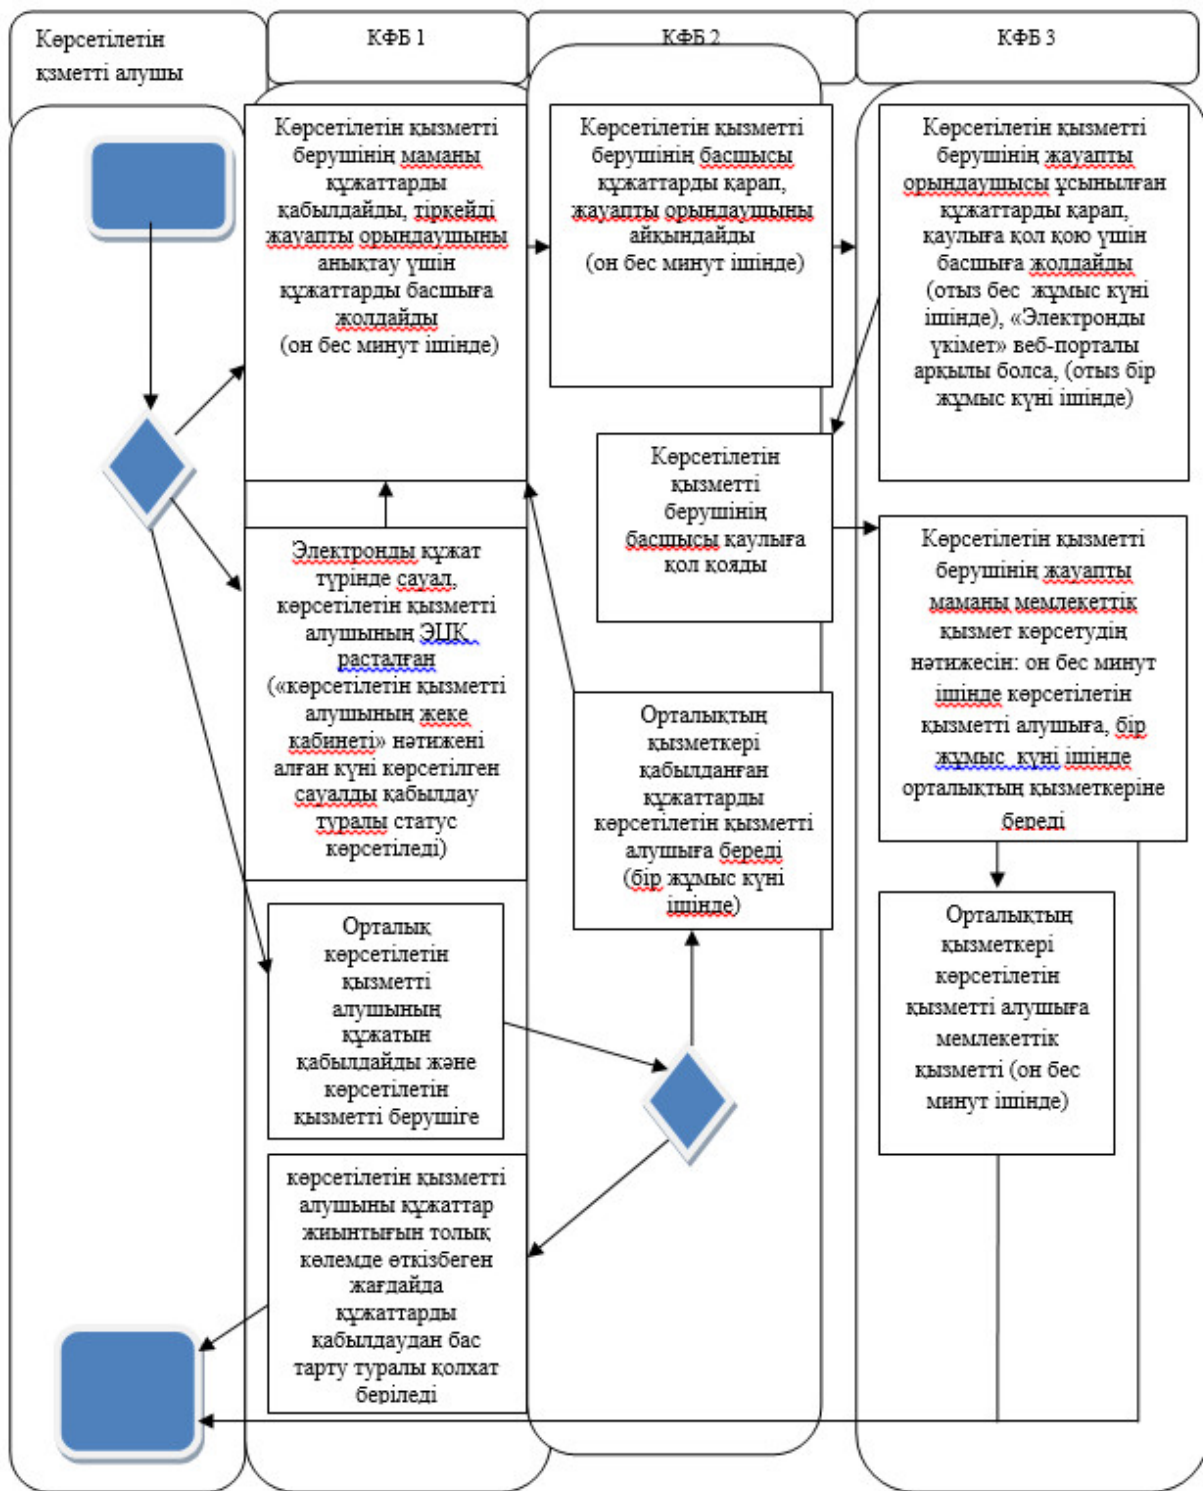 Көрсетілетін
қзметті алушы
КФБ 1
КФБ 2
КФБ 3
Көрсетілетін қызметті
берушінің маманы
құжаттарды
қабылдайды, тіркейді
жауапты орындаушыны
анықтау үшін
құжаттарды басшыға
жолдайды
(он бес минут ішінде)
Көрсетілетін қызметті
берушінің басшысы
құжаттарды қарап,
жауапты орындаушыны
айқындайды
(он бес минут ішінде)
Көрсетілетін қызметті
берушінің жауапты
орындаушысы ұсынылған
құжаттарды қарап,
қаулыға қол қою үшін
басшыға жолдайды
(отыз бес жұмыс күні
ішінде), «Электронды
үкімет» веб-порталы
арқылы болса, (отыз бір
жұмыс күні ішінде)
Көрсетілетін
қызметті
берушінің
басшысы қаулыға
қол қояды
Электронды құжат
түрінде сауал,
көрсетілетін қызметті
алушының ЭЦҚ
расталған
(«көрсетілетін қызметті
алушының жеке
кабинеті» нәтижені
алған күні көрсетілген
сауалды қабылдау
туралы статус
көрсетіледі)
Көрсетілетін қызметті
берушінің жауапты
маманы мемлекеттік
қызмет көрсетудің
нәтижесін: он бес минут
ішінде көрсетілетін
қызметті алушыға, бір
жұмыс күні ішінде
орталықтың қызметкеріне
береді
Орталықтың
қызметкері
қабылданған
құжаттарды
көрсетілетін қызметті
алушыға береді
(бір жұмыс күні
ішінде)
Орталық
көрсетілетін
қызметті
алушының
құжатын
қабылдайды және
көрсетілетін
қызметті берушіге
Орталықтың
қызметкері
көрсетілетін
қызметті алушыға
мемлекеттік
қызметті (он бес
минут ішінде)
көрсетілетін қызметті
алушыны құжаттар
жиынтығын толық
көлемде өткізбеген
жағдайда
құжаттарды
қабылдаудан бас
тарту туралы қолхат
беріледі